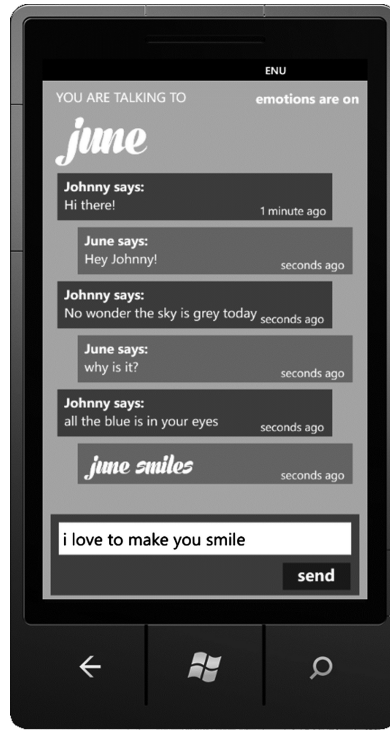 ENU
YOU ARE TALKING TO
emotions are on
june
Johnny says:
Hi there!
1 minute ago
June says:
Hey Johnny!
seconds ago
Johnny says:
No wonder the sky is grey today
seconds ago
June says:
why is it?
seconds ago
Johnny says:
all the blue is in your eyes
seconds ago
june smiles
seconds ago
i love to make you smile
send